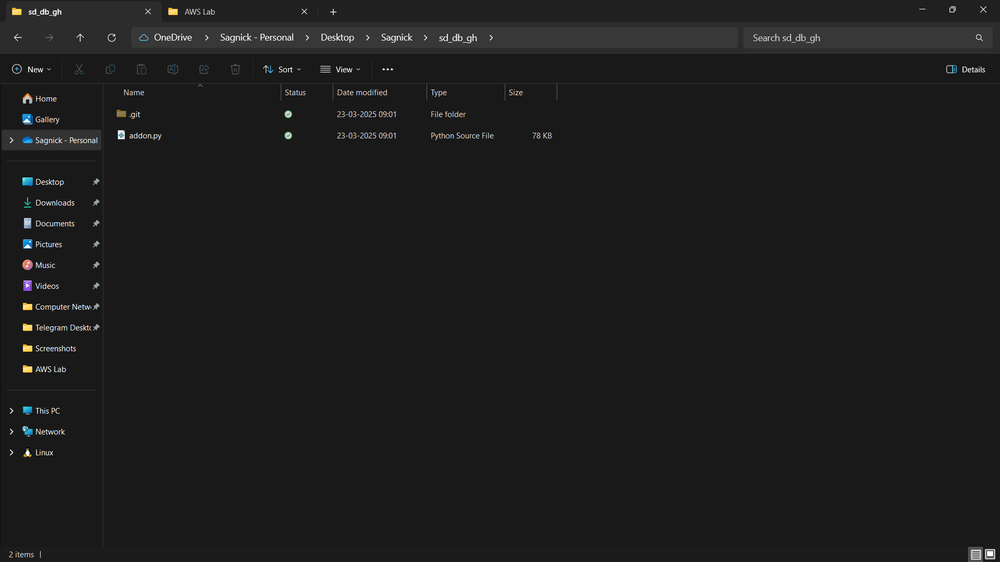 sd_db_gh
AWS Lab
OneDrive > Sagnick - Personal > Desktop > Sagnick > sd_db_gh >
Search sd_db_gh
New
Sort
View
Details
Name Status Date modified Type Size
.git 23-03-2025 09:01 File folder
addon.py 23-03-2025 09:01 Python Source File 78 KB
Home
Gallery
Sagnick - Personal
Desktop
Downloads
Documents
Pictures
Music
Videos
Computer Netw
Telegram Deskt
Screenshots
AWS Lab
This PC
Network
Linux
2 items